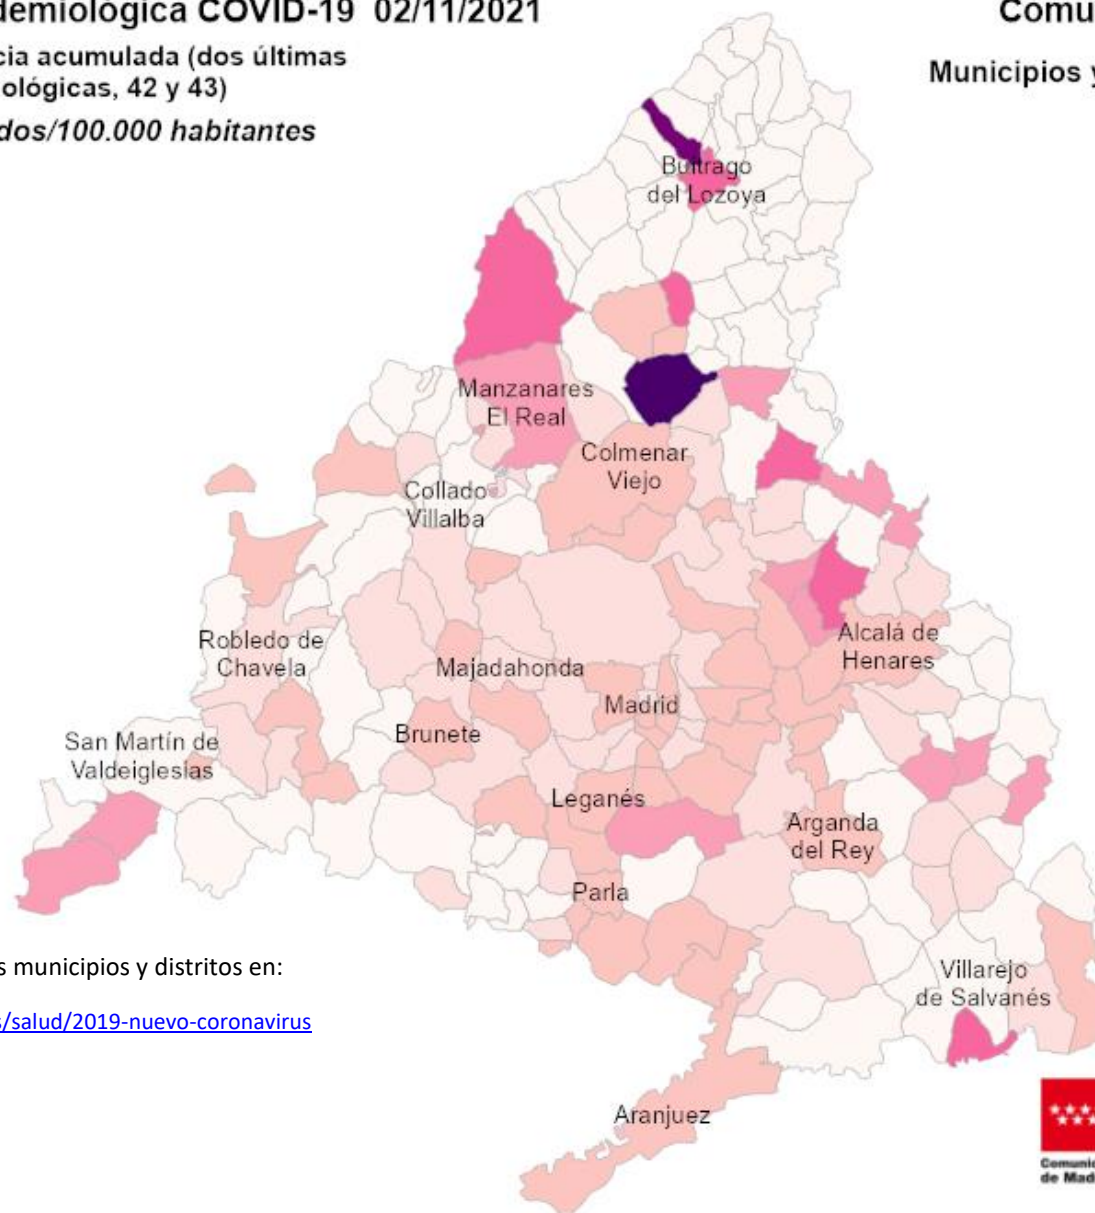 demiológica COVID-19 02/11/2021
Comu
cia acumulada (dos últimas
ológicas, 42 y 43)
Municipios y
dos/100.000 habitantes
Buitrago
del Lozoya
Manzanares
El Real
Colmenar
Viejo
Collado
Villalba
Robledo de
Chavela
Majadahonda
Alcalá de
Henares
Madrid
Brunete
San Martín de
Valdeiglesias
Leganés
Arganda
del Rey
Parla
s municipios y distritos en:
Villarejo
de Salvanés
s/salud/2019-nuevo-coronavirus
Aranjuez
Comunid
de Mad